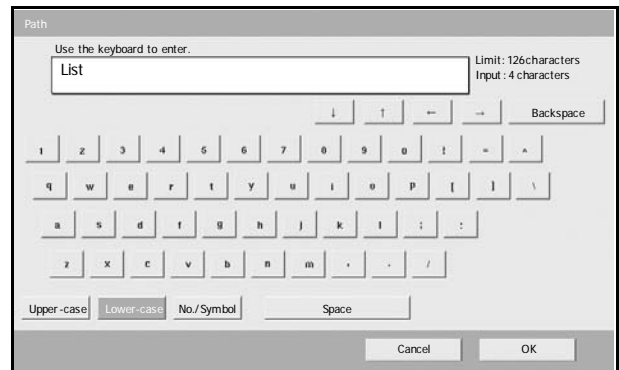 Path
Use the keyboard to enter.
Limit : 126characters
List
Input : 4 characters
↓ ↑ ← → Backspace
1 2 3 4 5 6 7 8 9 0 ! - ^
q w e r t y u i o p [ ] \
a s d f g h j k l ; :
z x c v b n m , . /
Upper-case Lower-case No./Symbol Space
Cancel OK